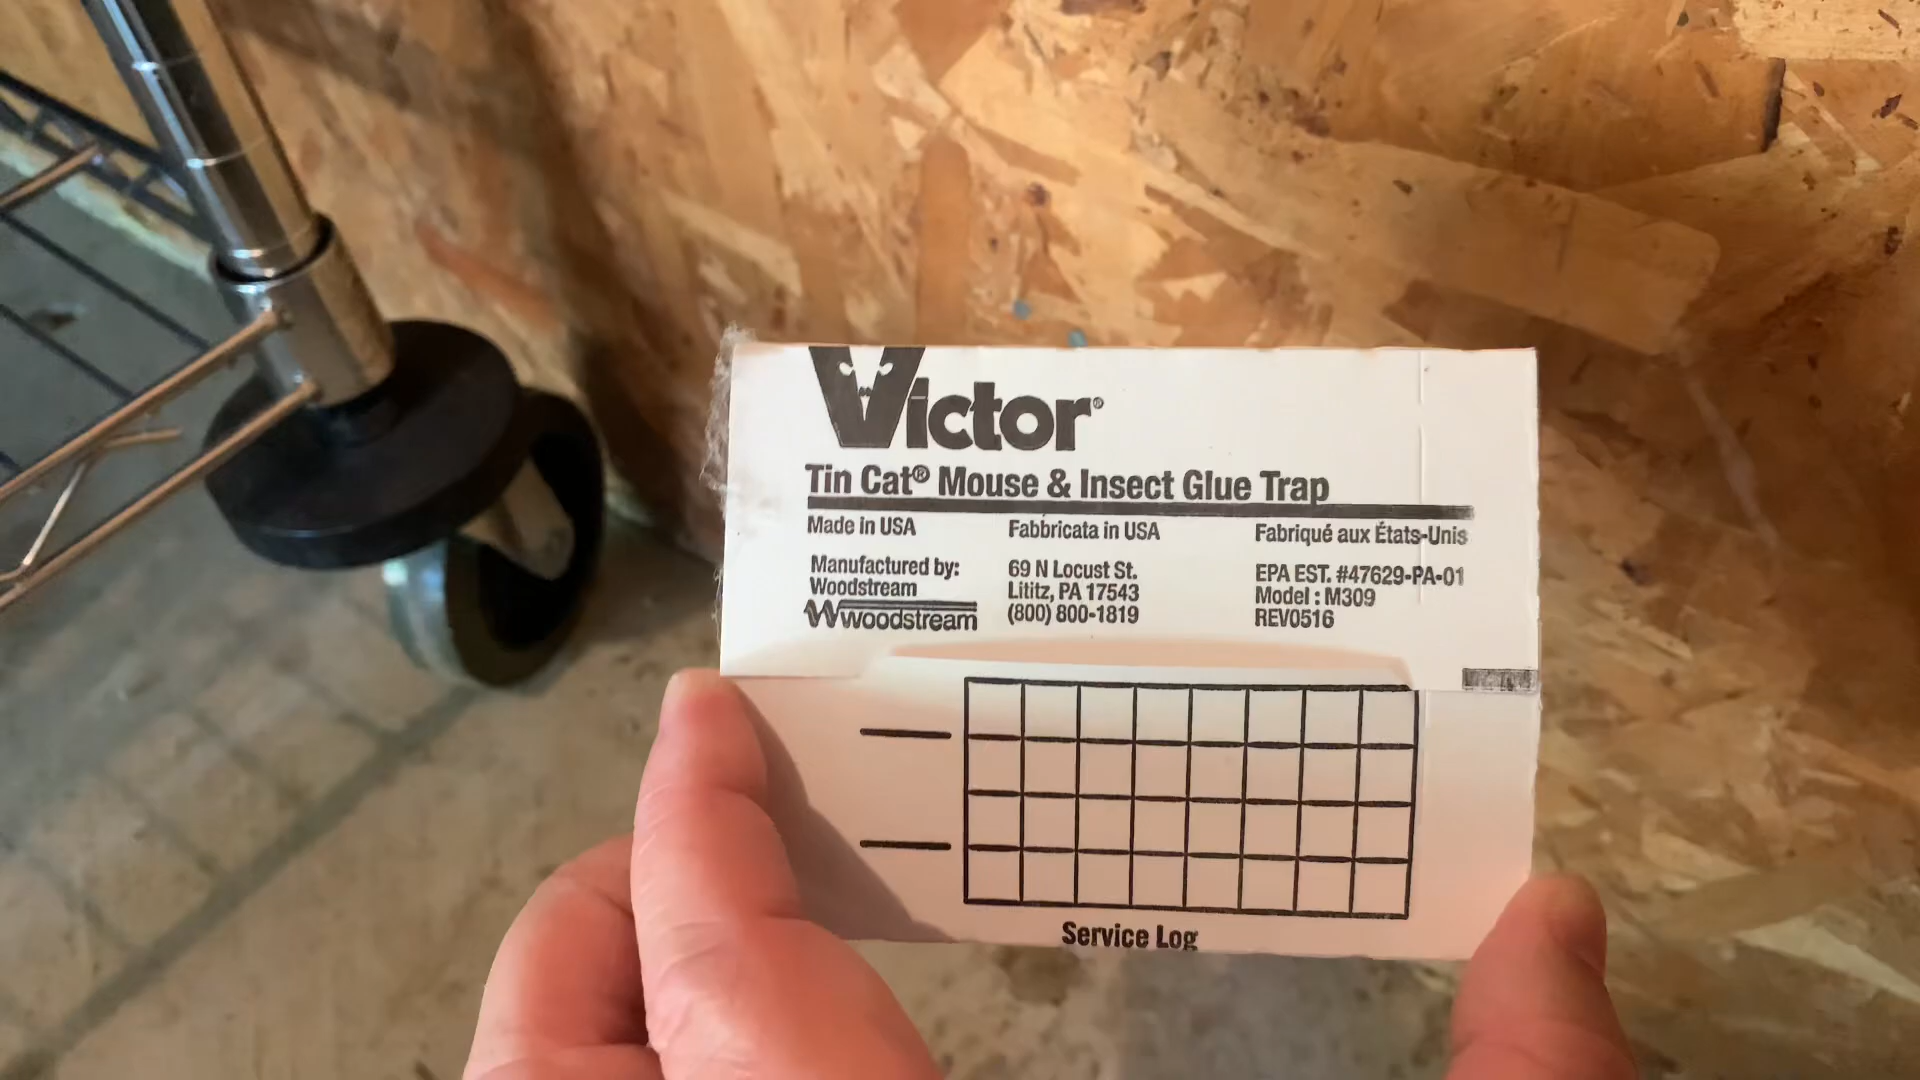 Victor®
Tin Cat® Mouse & Insect Glue Trap
Made in USA
Manufactured by:
Woodstream
Woodstream
Fabbricata in USA
69 N Locust St.
Lititz, PA 17543
(800) 800-1819
Fabriqué aux États-Unis
EPA EST. #47629-PA-01
Model : M309
REV0516
Service Log